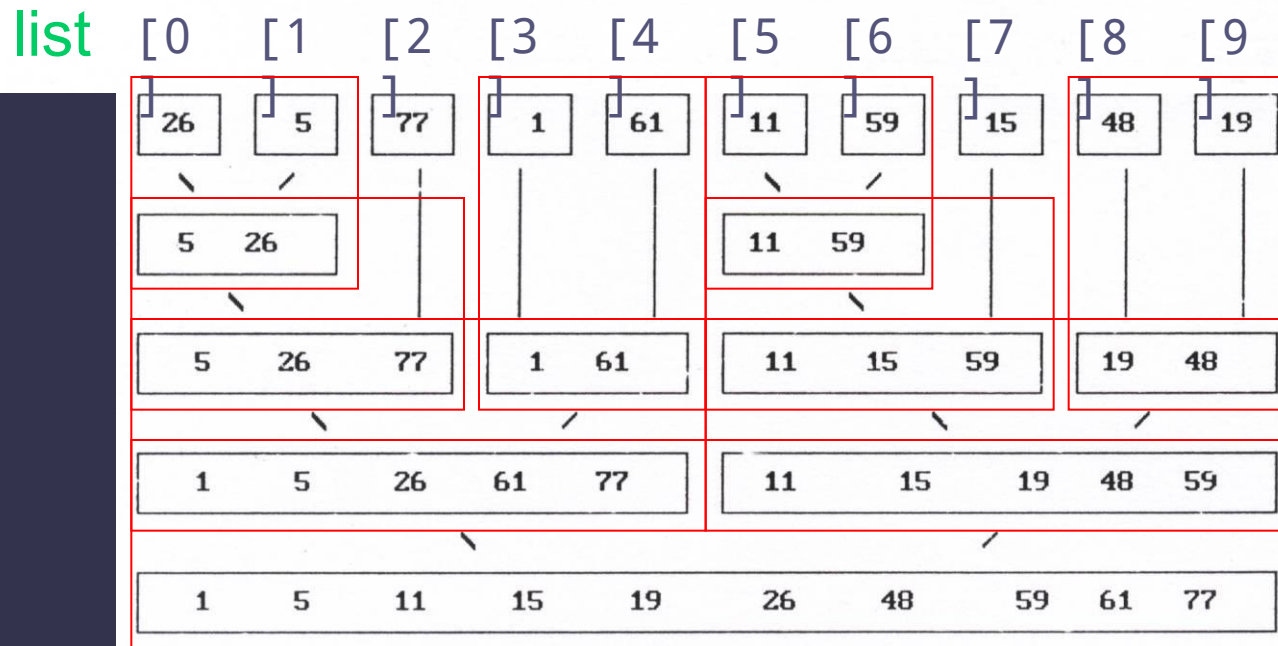 list [0] [1] [2] [3] [4] [5] [6] [7] [8] [9]
26 5 77 1 61 11 59 15 48 19
5 26 11 59
5 26 77 1 61 11 15 59 19 48
1 5 26 61 77 11 15 19 48 59
1 5 11 15 19 26 48 59 61 77